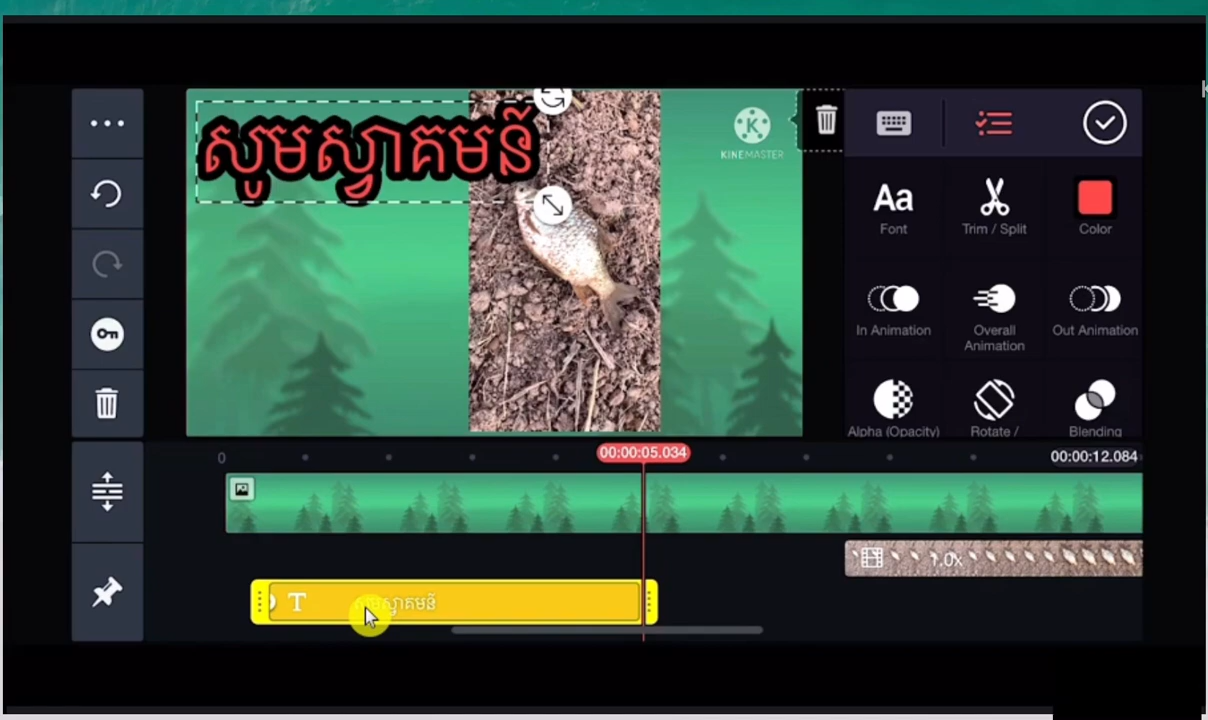 សូមស្វាគមន៍
KINEMASTER
Aa
Font
Trim / Split
Color
In Animation
Overall
Animation
Out Animation
Alpha (Opacity)
Rotate /
Blending
0
00:00:05.034
00:00:12.084
1.0x
T
សូមស្វាគមន៍